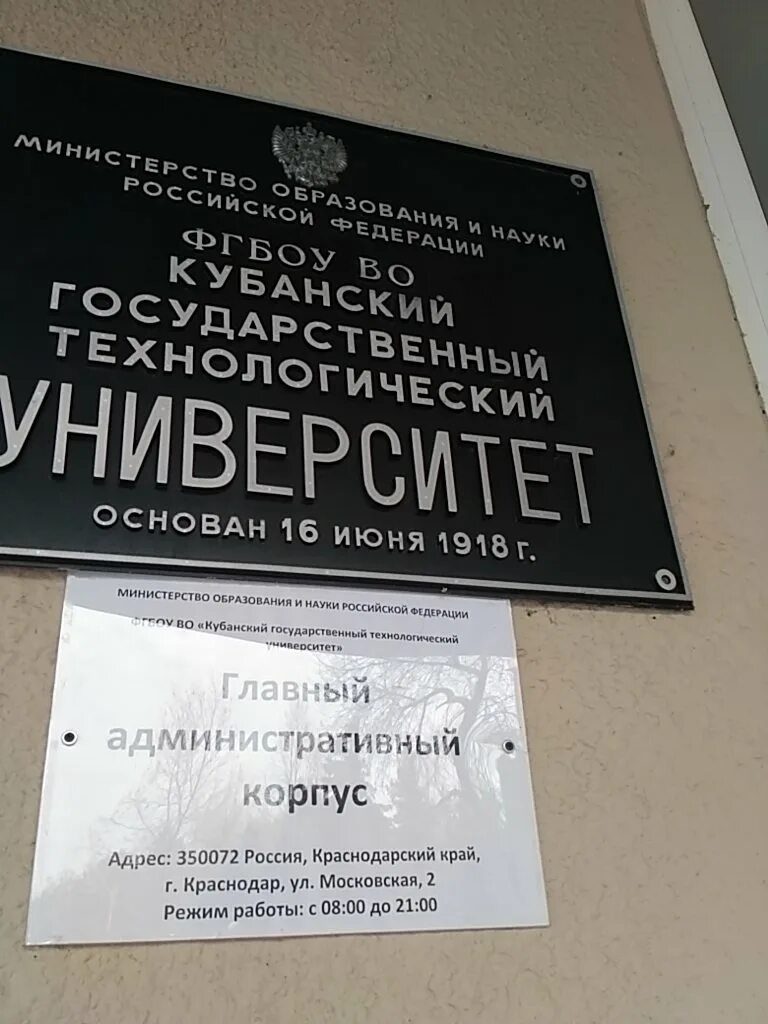 МИНИСТЕРСТВО ОБРАЗОВАНИЯ И НАУКИ
РОССИЙСКОЙ ФЕДЕРАЦИИ
ФГБОУ ВО
КУБАНСКИЙ
ГОСУДАРСТВЕННЫЙ
ТЕХНОЛОГИЧЕСКИЙ
УНИВЕРСИТЕТ
ОСНОВАН 16 ИЮНЯ 1918 Г.
МИНИСТЕРСТВО ОБРАЗОВАНИЯ И НАУКИ РОССИЙСКОЙ ФЕДЕРАЦИИ
ФГБОУ ВО «Кубанский государственный технологический
университет»
Главный
административный
корпус
Адрес: 350072 Россия, Краснодарский край,
г. Краснодар, ул. Московская, 2
Режим работы: с 08:00 до 21:00